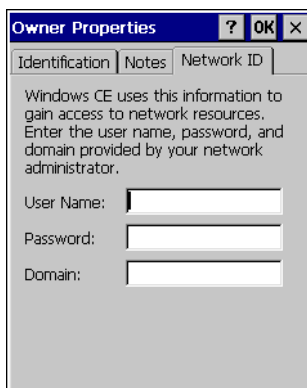 Owner Properties ? OK ×
Identification Notes Network ID
Windows CE uses this information to
gain access to network resources.
Enter the user name, password, and
domain provided by your network
administrator.
User Name:
Password:
Domain: